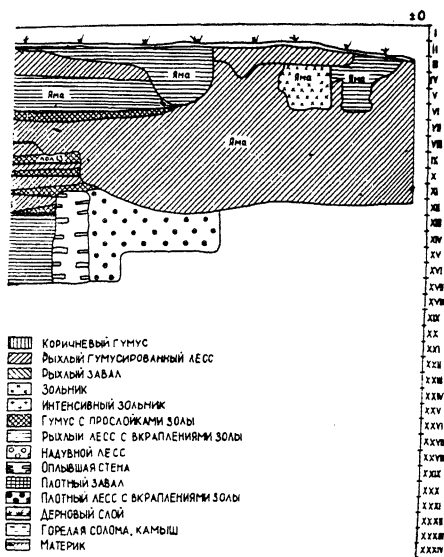 ±0
I
II
III
IV
V
VI
VII
VIII
IX
X
XI
XII
XIII
XIV
XV
XVI
XVII
XVIII
XIX
XX
XXI
XXII
XXIII
XXIV
XXV
XXVI
XXVII
XXVIII
XXIX
XXX
XXXI
XXXII
XXXIII
XXXIV
Яма
Яма
Яма
Яма
пол
КОРИЧНЕВЫЙ ГУМУС
РЫХЛЫЙ ГУМУСИРОВАННЫЙ ЛЕСС
РЫХЛЫЙ ЗАВАЛ
ЗОЛЬНИК
ИНТЕНСИВНЫЙ ЗОЛЬНИК
ГУМУС С ПРОСЛОЙКАМИ ЗОЛЫ
РЫХЛЫЙ ЛЕСС С ВКРАПЛЕНИЯМИ ЗОЛЫ
НАДУВНОЙ ЛЕСС
ОПЛЫВШАЯ СТЕНА
ПЛОТНЫЙ ЗАВАЛ
ПЛОТНЫЙ ЛЕСС С ВКРАПЛЕНИЯМИ ЗОЛЫ
ДЕРНОВЫЙ СЛОЙ
ГОРЕЛАЯ СОЛОМА, КАМЫШ
МАТЕРИК